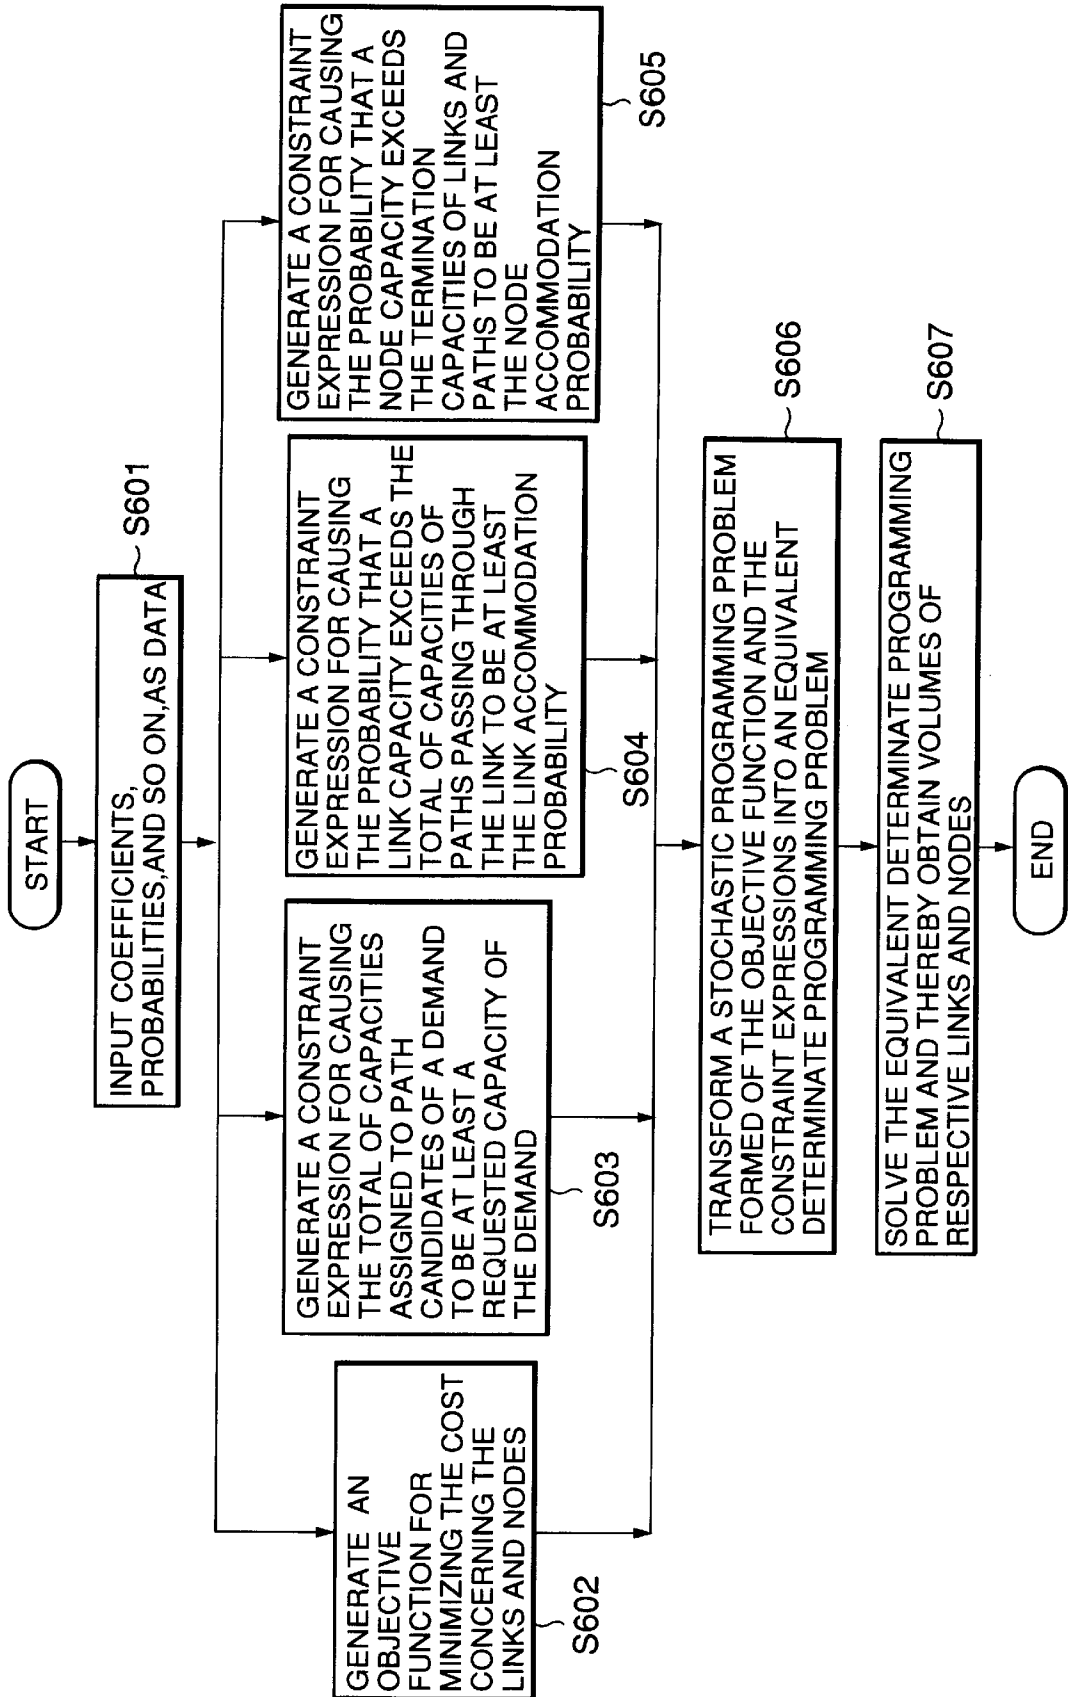 START
INPUT COEFFICIENTS,
PROBABILITIES,AND SO ON,AS DATA
S601
GENERATE AN
OBJECTIVE
FUNCTION FOR
MINIMIZING THE COST
CONCERNING THE
LINKS AND NODES
S602
GENERATE A CONSTRAINT
EXPRESSION FOR CAUSING
THE TOTAL OF CAPACITIES
ASSIGNED TO PATH
CANDIDATES OF A DEMAND
TO BE AT LEAST A
REQUESTED CAPACITY OF
THE DEMAND
S603
GENERATE A CONSTRAINT
EXPRESSION FOR CAUSING
THE PROBABILITY THAT A
LINK CAPACITY EXCEEDS THE
TOTAL OF CAPACITIES OF
PATHS PASSING THROUGH
THE LINK TO BE AT LEAST
THE LINK ACCOMMODATION
PROBABILITY
S604
GENERATE A CONSTRAINT
EXPRESSION FOR CAUSING
THE PROBABILITY THAT A
NODE CAPACITY EXCEEDS
THE TERMINATION
CAPACITIES OF LINKS AND
PATHS TO BE AT LEAST
THE NODE
ACCOMMODATION
PROBABILITY
S605
TRANSFORM A STOCHASTIC PROGRAMMING PROBLEM
FORMED OF THE OBJECTIVE FUNCTION AND THE
CONSTRAINT EXPRESSIONS INTO AN EQUIVALENT
DETERMINATE PROGRAMMING PROBLEM
S606
SOLVE THE EQUIVALENT DETERMINATE PROGRAMMING
PROBLEM AND THEREBY OBTAIN VOLUMES OF
RESPECTIVE LINKS AND NODES
S607
END